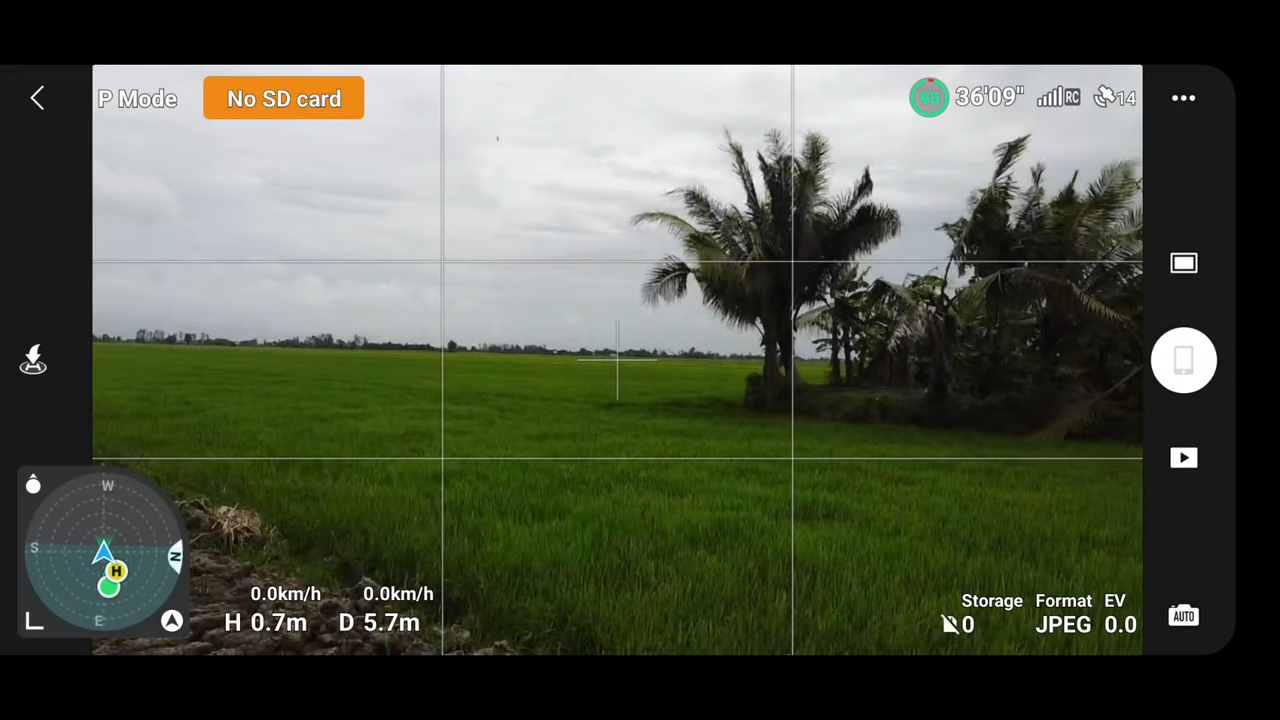 P Mode
No SD card
95
36'09"
RC
14
W
S
N
H
E
0.0km/h 0.0km/h
H 0.7m D 5.7m
Storage Format EV
0 JPEG 0.0
AUTO